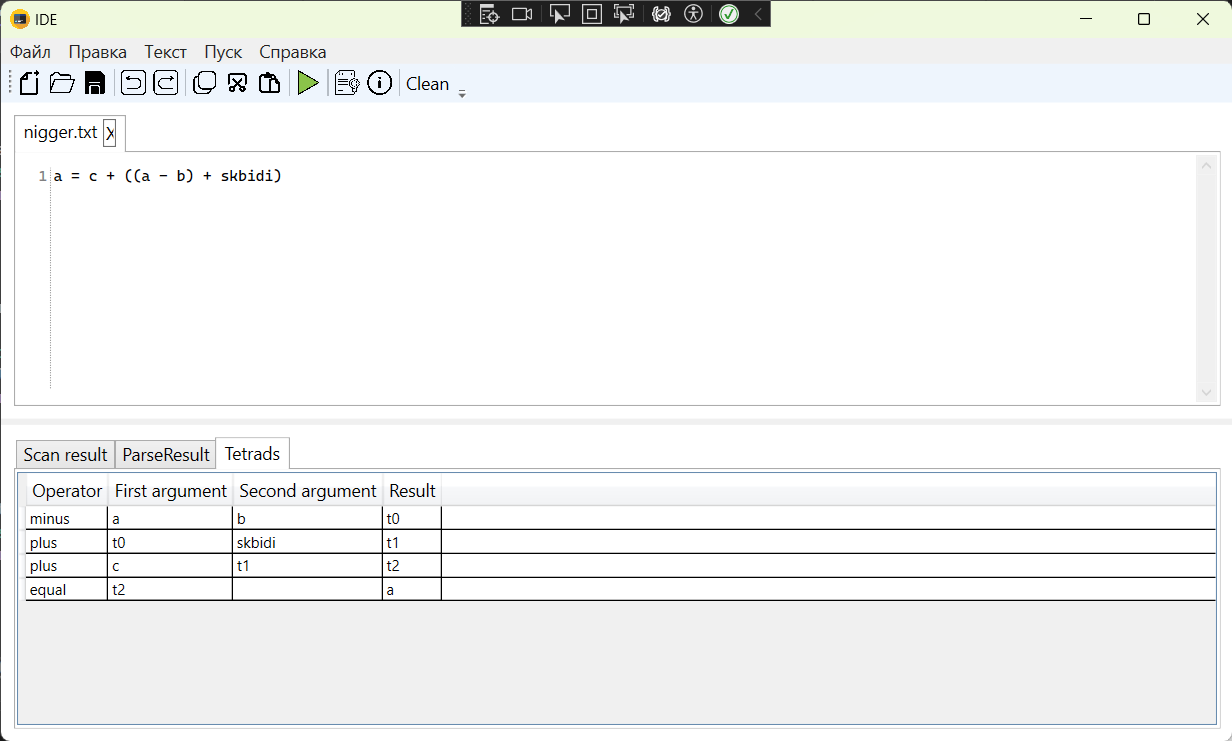 IDE
Файл Правка Текст Пуск Справка
Clean
nigger.txt X
1 a = c + ((a - b) + skbidi)
Scan result ParseResult Tetrads
Operator First argument Second argument Result
minus a b t0
plus t0 skbidi t1
plus c t1 t2
equal t2 a